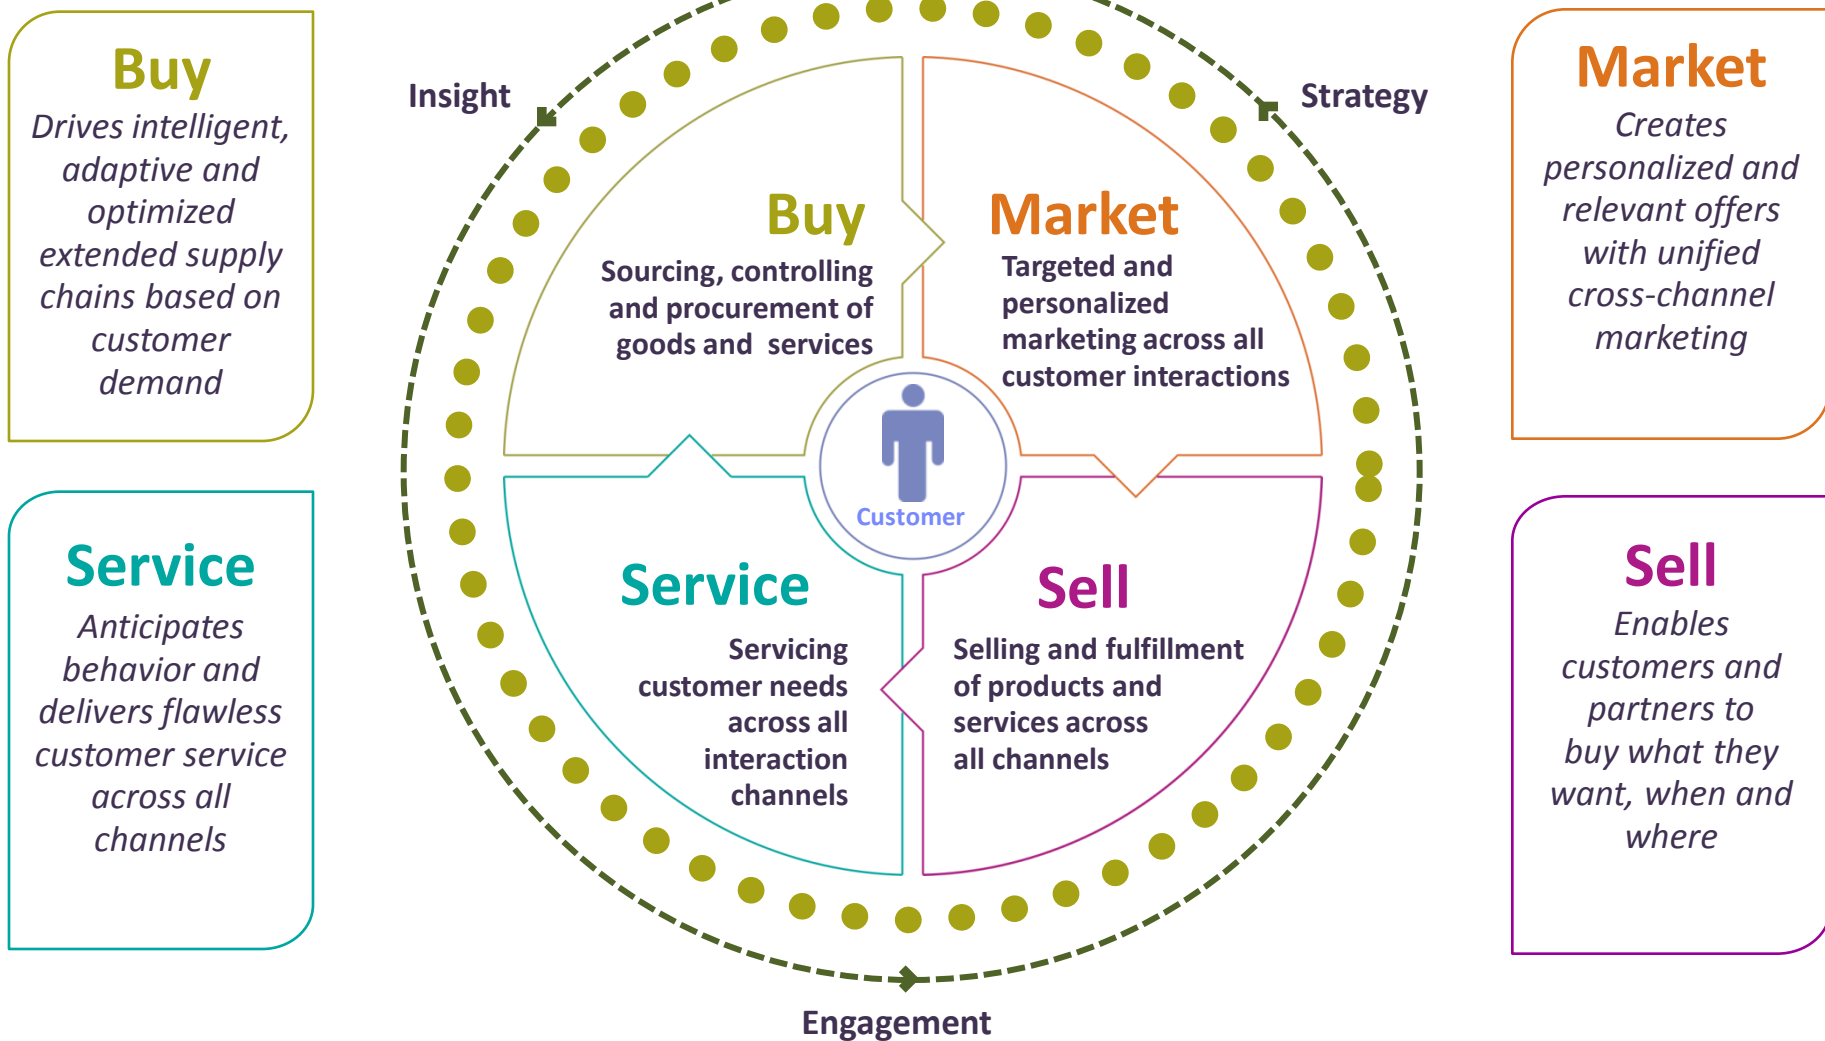 Buy
Drives intelligent,
adaptive and
optimized
extended supply
chains based on
customer
demand
Service
Anticipates
behavior and
delivers flawless
customer service
across all
channels
Insight
Strategy
Buy
Sourcing, controlling
and procurement of
goods and  services
Market
Targeted and
personalized
marketing across all
customer interactions
Customer
Service
Servicing
customer needs
across all
interaction
channels
Sell
Selling and fulfillment
of products and
services across
all channels
Engagement
Market
Creates
personalized and
relevant offers
with unified
cross-channel
marketing
Sell
Enables
customers and
partners to
buy what they
want, when and
where